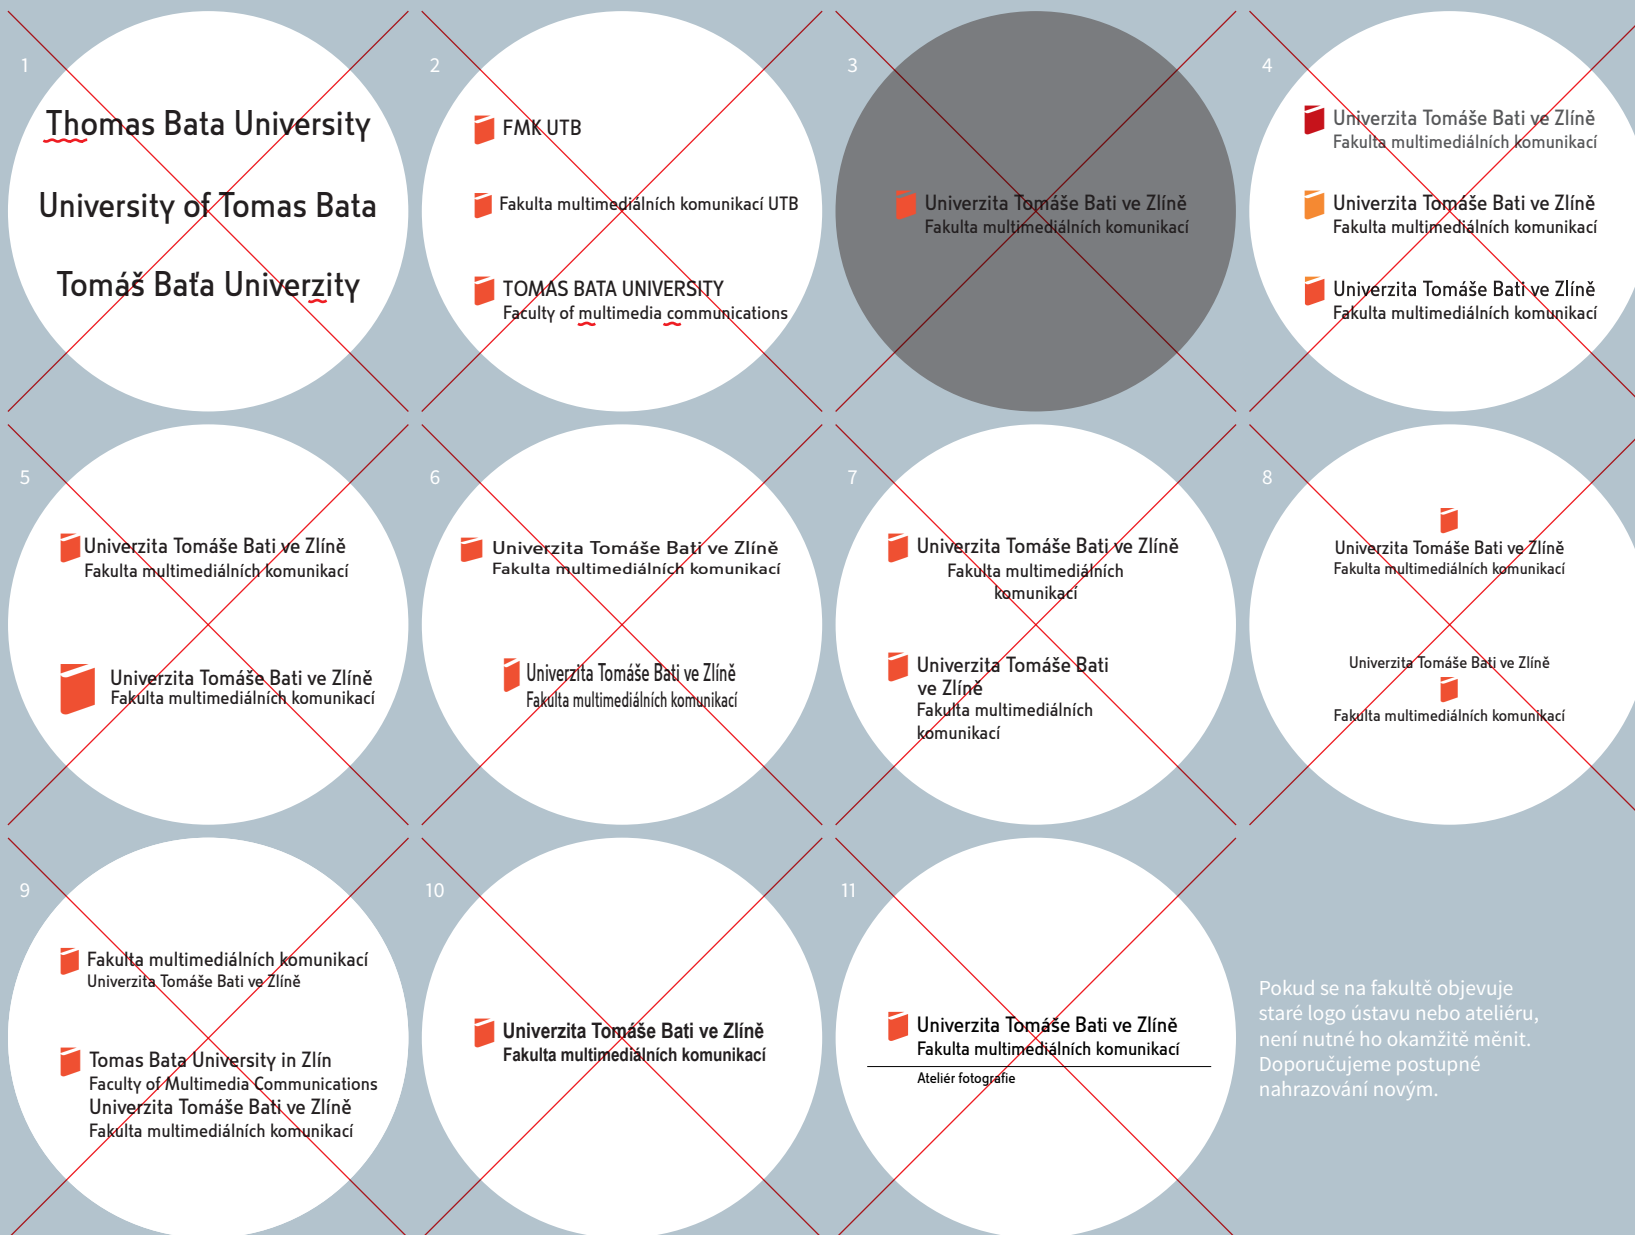 1
Thomas Bata University
University of Tomas Bata
Tomáš Baťa Univerzity
2
FMK UTB
Fakulta multimediálních komunikací UTB
TOMAS BATA UNIVERSITY
Faculty of multimedia communications
3
Univerzita Tomáše Bati ve Zlíně
Fakulta multimediálních komunikací
4
Univerzita Tomáše Bati ve Zlíně
Fakulta multimediálních komunikací
Univerzita Tomáše Bati ve Zlíně
Fakulta multimediálních komunikací
Univerzita Tomáše Bati ve Zlíně
Fakulta multimediálních komunikací
5
Univerzita Tomáše Bati ve Zlíně
Fakulta multimediálních komunikací
Univerzita Tomáše Bati ve Zlíně
Fakulta multimediálních komunikací
6
Univerzita Tomáše Bati ve Zlíně
Fakulta multimediálních komunikací
Univerzita Tomáše Bati ve Zlíně
Fakulta multimediálních komunikací
7
Univerzita Tomáše Bati ve Zlíně
Fakulta multimediálních
komunikací
Univerzita Tomáše Bati
ve Zlíně
Fakulta multimediálních
komunikací
8
Univerzita Tomáše Bati ve Zlíně
Fakulta multimediálních komunikací
Univerzita Tomáše Bati ve Zlíně
Fakulta multimediálních komunikací
9
Fakulta multimediálních komunikací
Univerzita Tomáše Bati ve Zlíně
Tomas Bata University in Zlín
Faculty of Multimedia Communications
Univerzita Tomáše Bati ve Zlíně
Fakulta multimediálních komunikací
10
Univerzita Tomáše Bati ve Zlíně
Fakulta multimediálních komunikací
11
Univerzita Tomáše Bati ve Zlíně
Fakulta multimediálních komunikací
Ateliér fotografie
Pokud se na fakultě objevuje
staré logo ústavu nebo ateliéru,
není nutné ho okamžitě měnit.
Doporučujeme postupné
nahrazování novým.